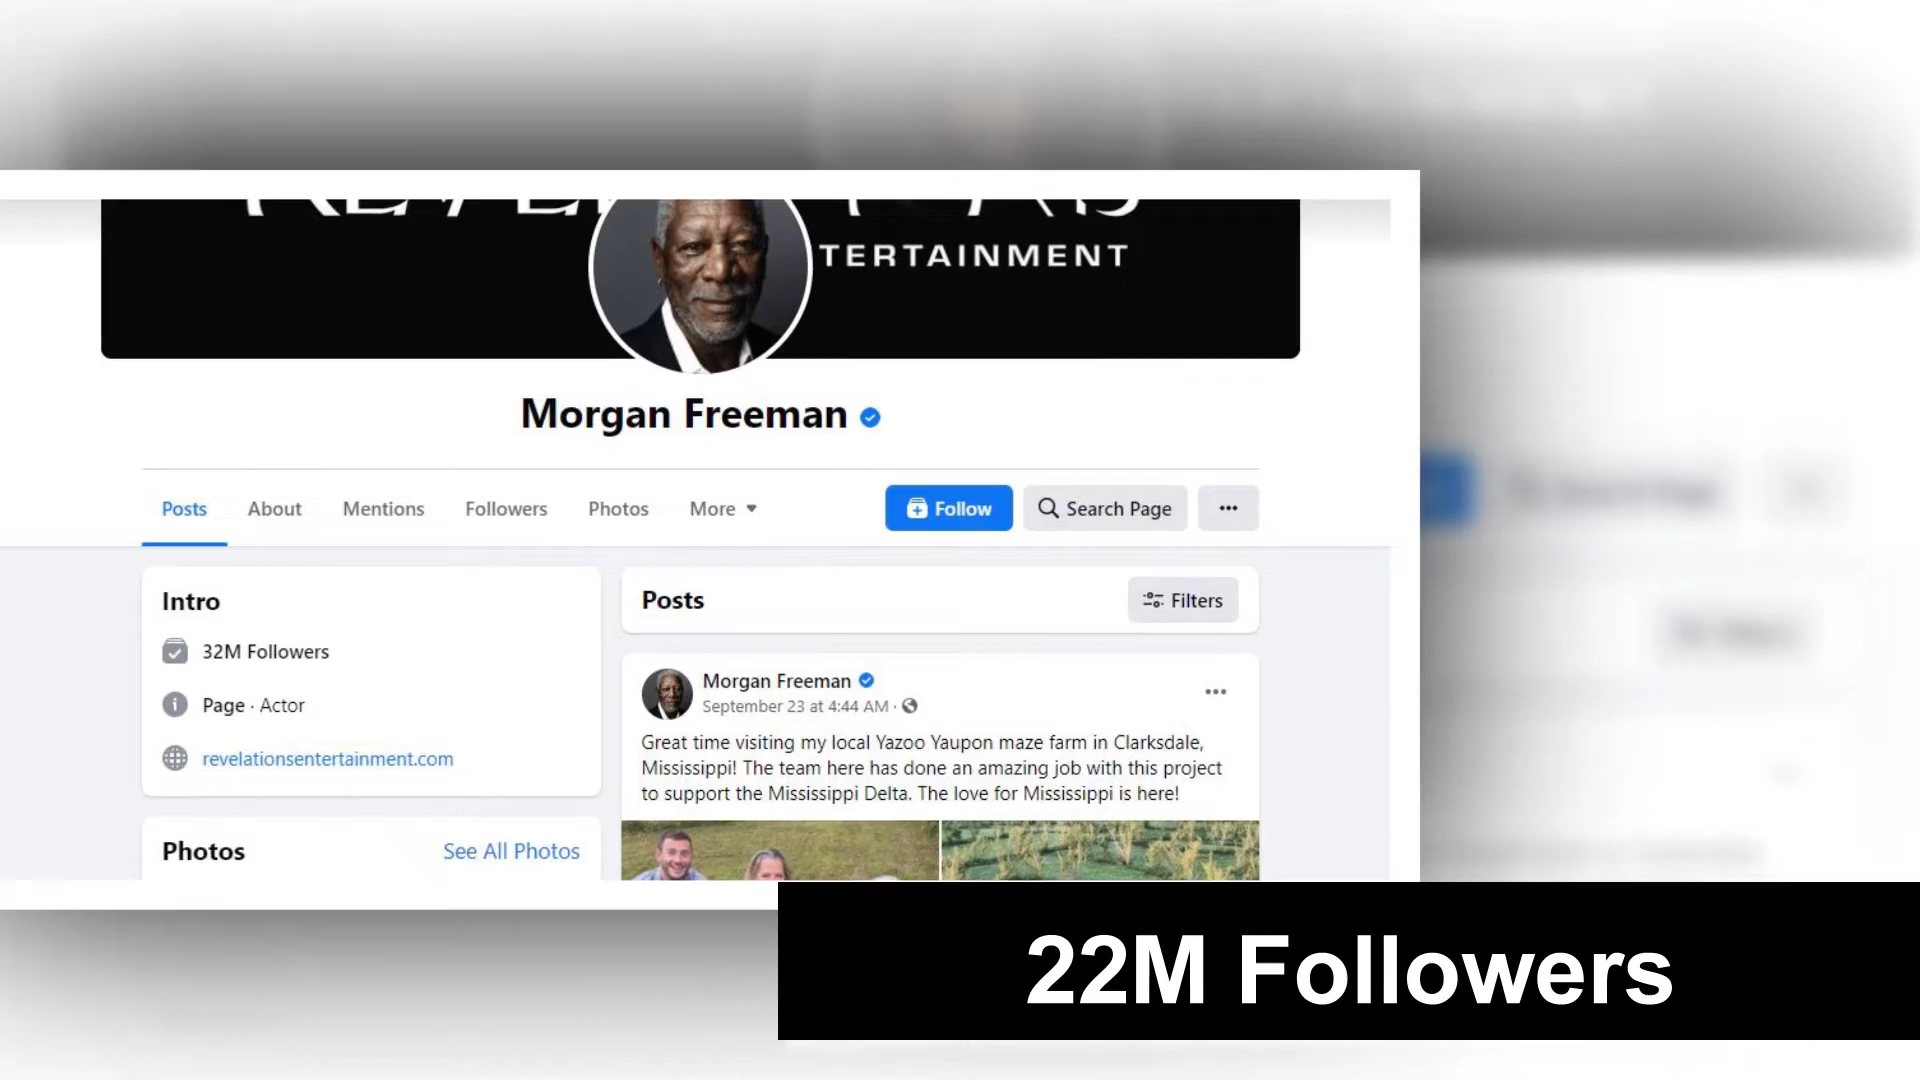 TERTAINMENT
Morgan Freeman
Posts About Mentions Followers Photos More Follow Search Page
Intro
32M Followers
Page · Actor
revelationsentertainment.com
Photos See All Photos
Posts Filters
Morgan Freeman
September 23 at 4:44 AM ·
Great time visiting my local Yazoo Yaupon maze farm in Clarksdale,
Mississippi! The team here has done an amazing job with this project
to support the Mississippi Delta. The love for Mississippi is here!
22M Followers